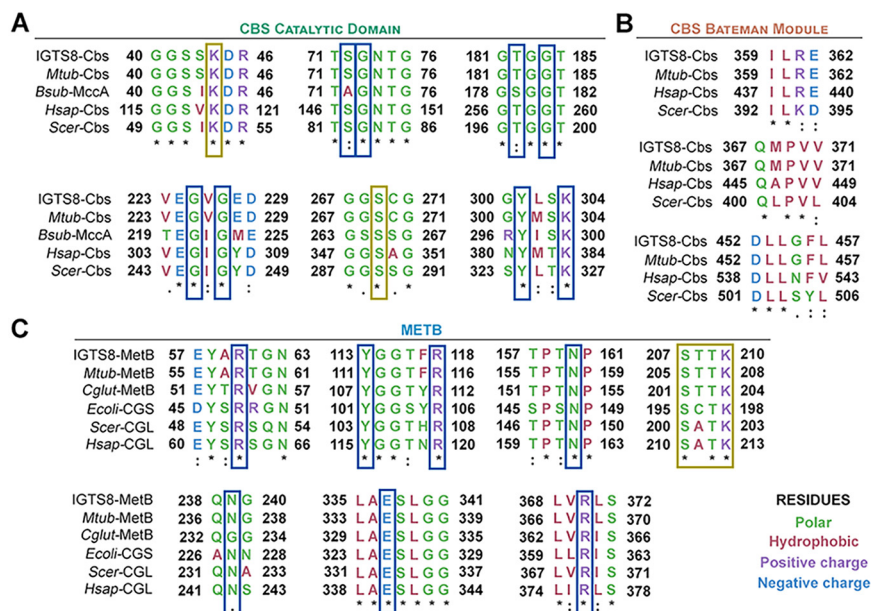 A
CBS CATALYTIC DOMAIN
IGTS8-Cbs 40 G G S S K D R 46 71 T S G N T G 76 181 G T G G T 185
Mtub-Cbs 40 G G S S K D R 46 71 T S G N T G 76 181 G T G G T 185
Bsub-MccA 40 G G S I K D R 46 71 T A G N T G 76 178 G S G G T 182
Hsap-Cbs 115 G G S V K D R 121 146 T S G N T G 151 256 G T G G T 260
Scer-Cbs 49 G G S I K D R 55 81 T S G N T G 86 196 G T G G T 200
* * * * * * * : * * * * * : * * *
IGTS8-Cbs 223 V E G V G E D 229 267 G G S C G 271 300 G Y L S K 304
Mtub-Cbs 223 V E G V G E D 229 267 G G S S G 271 300 G Y M S K 304
Bsub-MccA 219 T E G I G M E 225 263 G S S S G 267 296 R Y I S K 300
Hsap-Cbs 303 V E G I G Y D 309 347 G G S A G 351 380 N Y M T K 384
Scer-Cbs 243 V E G I G Y D 249 287 G G S S G 291 323 S Y L T K 327
. * * : * : * . * . * * : : *
B
CBS BATEMAN MODULE
IGTS8-Cbs 359 I L R E 362
Mtub-Cbs 359 I L R E 362
Hsap-Cbs 437 I L R E 440
Scer-Cbs 392 I L K D 395
* * : :
IGTS8-Cbs 367 Q M P V V 371
Mtub-Cbs 367 Q M P V V 371
Hsap-Cbs 445 Q A P V V 449
Scer-Cbs 400 Q L P V L 404
* * * :
IGTS8-Cbs 452 D L L G F L 457
Mtub-Cbs 452 D L L G F L 457
Hsap-Cbs 538 D L L N F V 543
Scer-Cbs 501 D L L S Y L 506
* * * . : :
C
METB
IGTS8-MetB 57 E Y A R T G N 63 113 Y G G T F R 118 157 T P T N P 161 207 S T T K 210
Mtub-MetB 55 E Y A R T G N 61 111 Y G G T F R 116 155 T P T N P 159 205 S T T K 208
Cglut-MetB 51 E Y T R V G N 57 107 Y G G T Y R 112 151 T P T N P 155 201 S T T K 204
Ecoli-CGS 45 D Y S R R G N 51 101 Y G G S Y R 106 145 S P S N P 149 195 S C T K 198
Scer-CGL 48 E Y S R S Q N 54 103 Y G G T H R 108 146 T P T N P 150 200 S A T K 203
Hsap-CGL 60 E Y S R S G N 66 115 Y G G T N R 120 159 T P T N P 163 210 S A T K 213
: * : * * * * * : * : * : * * * * *
IGTS8-MetB 238 Q N G 240 335 L A E S L G G 341 368 L V R L S 372
Mtub-MetB 236 Q N G 238 333 L A E S L G G 339 366 L V R L S 370
Cglut-MetB 232 Q G G 234 329 L A E S L G G 335 362 L V R I S 366
Ecoli-CGS 226 A N N 228 323 L A E S L G G 329 359 L L R I S 363
Scer-CGL 231 Q N A 233 331 L A E S L G G 337 367 L V R I S 371
Hsap-CGL 241 Q N S 243 338 L A E S L G G 344 374 L I R L S 378
. * * * * * * * * : * : *
RESIDUES
Polar
Hydrophobic
Positive charge
Negative charge